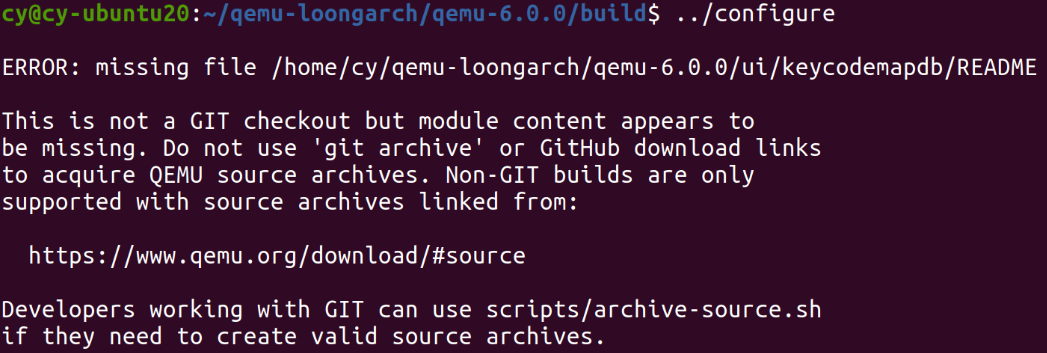 cy@cy-ubuntu20:~/qemu-loongarch/qemu-6.0.0/build$ ../configure
ERROR: missing file /home/cy/qemu-loongarch/qemu-6.0.0/ui/keycodemapdb/README
This is not a GIT checkout but module content appears to
be missing. Do not use 'git archive' or GitHub download links
to acquire QEMU source archives. Non-GIT builds are only
supported with source archives linked from:
https://www.qemu.org/download/#source
Developers working with GIT can use scripts/archive-source.sh
if they need to create valid source archives.